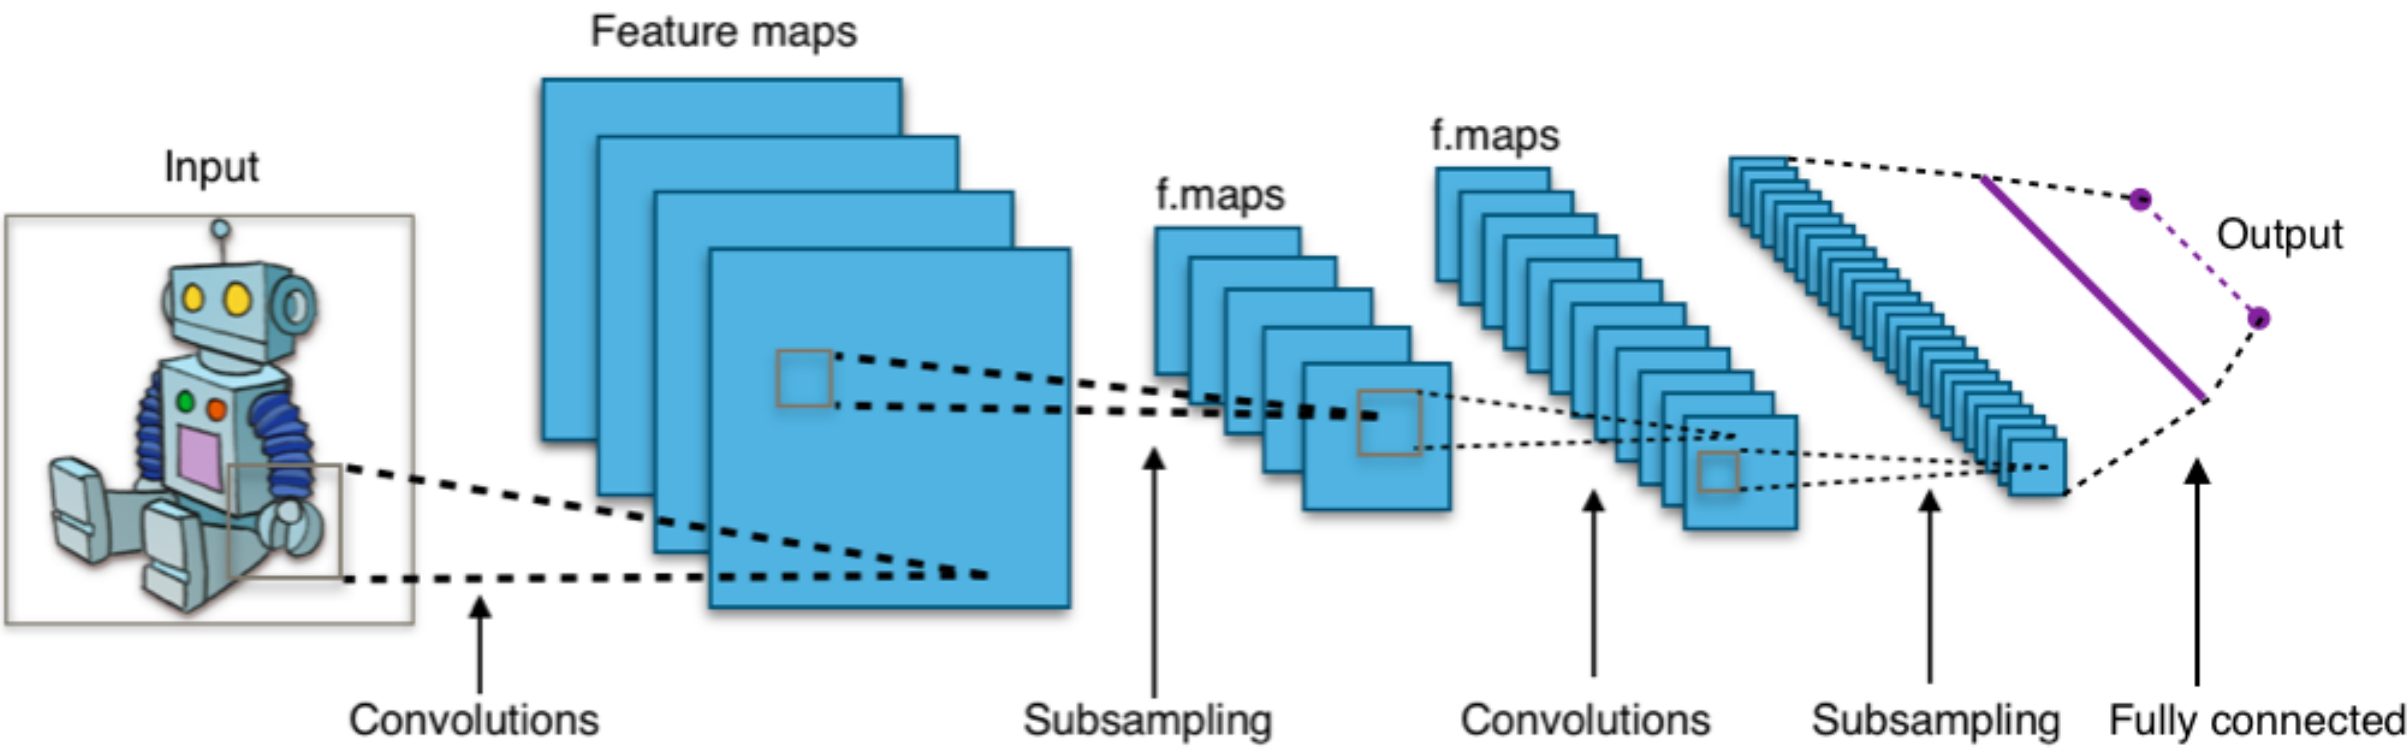 Feature maps
f.maps
Input
f.maps
Output
Convolutions
Subsampling
Convolutions
Subsampling
Fully connected